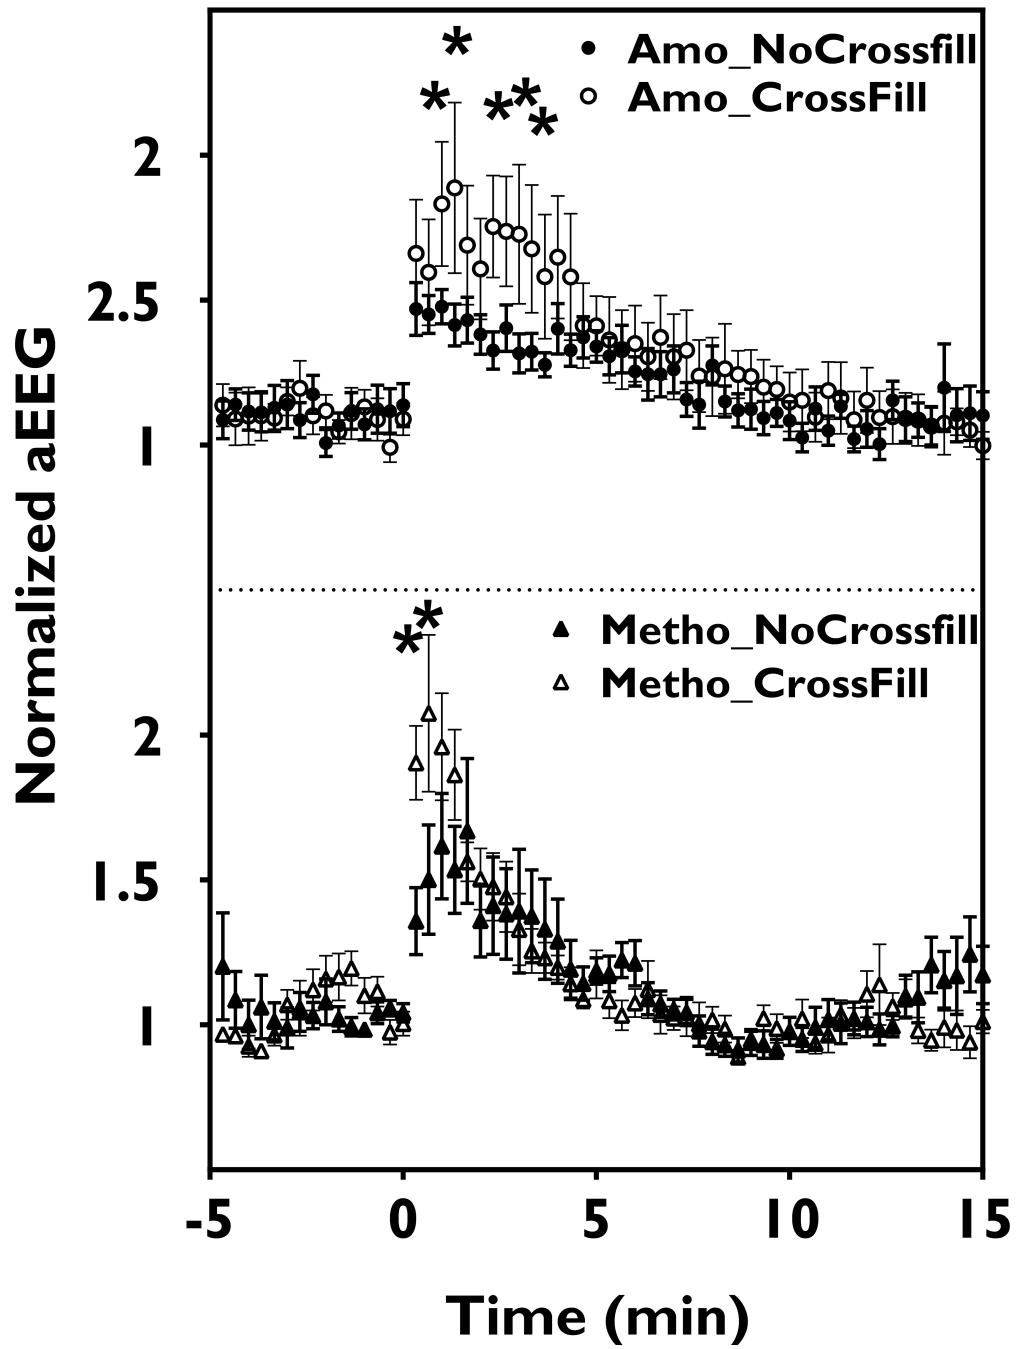 * Amo_NoCrossfill
* * * * Amo_CrossFill
2
2.5
1
Normalized aEEG
* * Metho_NoCrossfill
Metho_CrossFill
2
1.5
1
-5 0 5 10 15
Time (min)